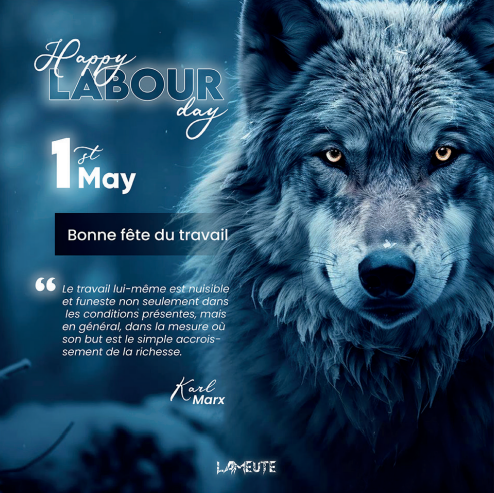 Happy
LABOUR
day
1st
May
Bonne fête du travail
“ Le travail lui-même est nuisible
et funeste non seulement dans
les conditions présentes, mais
en général, dans la mesure où
son but est le simple accrois-
sement de la richesse.
Karl
Marx
LAMEUTE